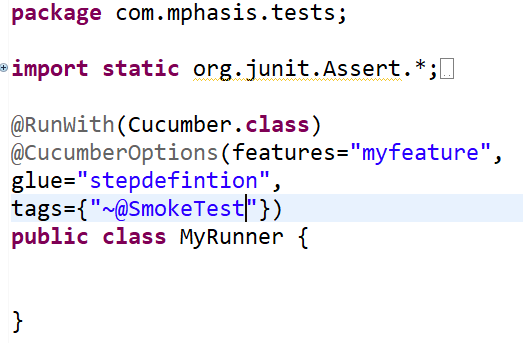 package com.mphasis.tests;
import static org.junit.Assert.*;
@RunWith(Cucumber.class)
@CucumberOptions(features="myfeature",
glue="stepdefintion",
tags={"~@SmokeTest"})
public class MyRunner {
}